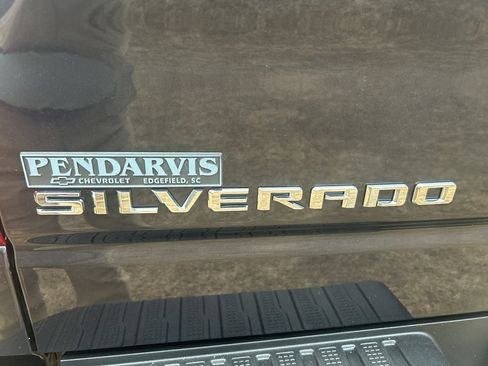 PENDARVIS
CHEVROLET EDGEFIELD, SC
SILVERADO